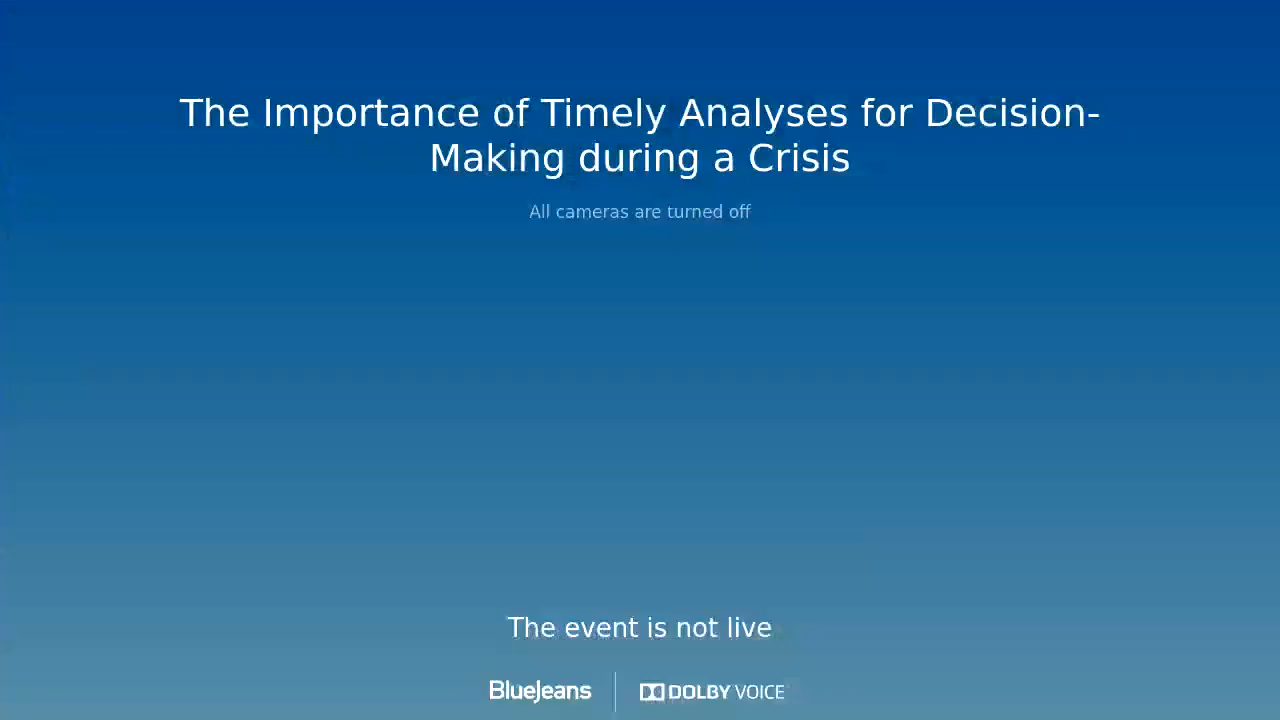 The Importance of Timely Analyses for Decision-
Making during a Crisis
All cameras are turned off
The event is not live
BlueJeans
DOLBY VOICE